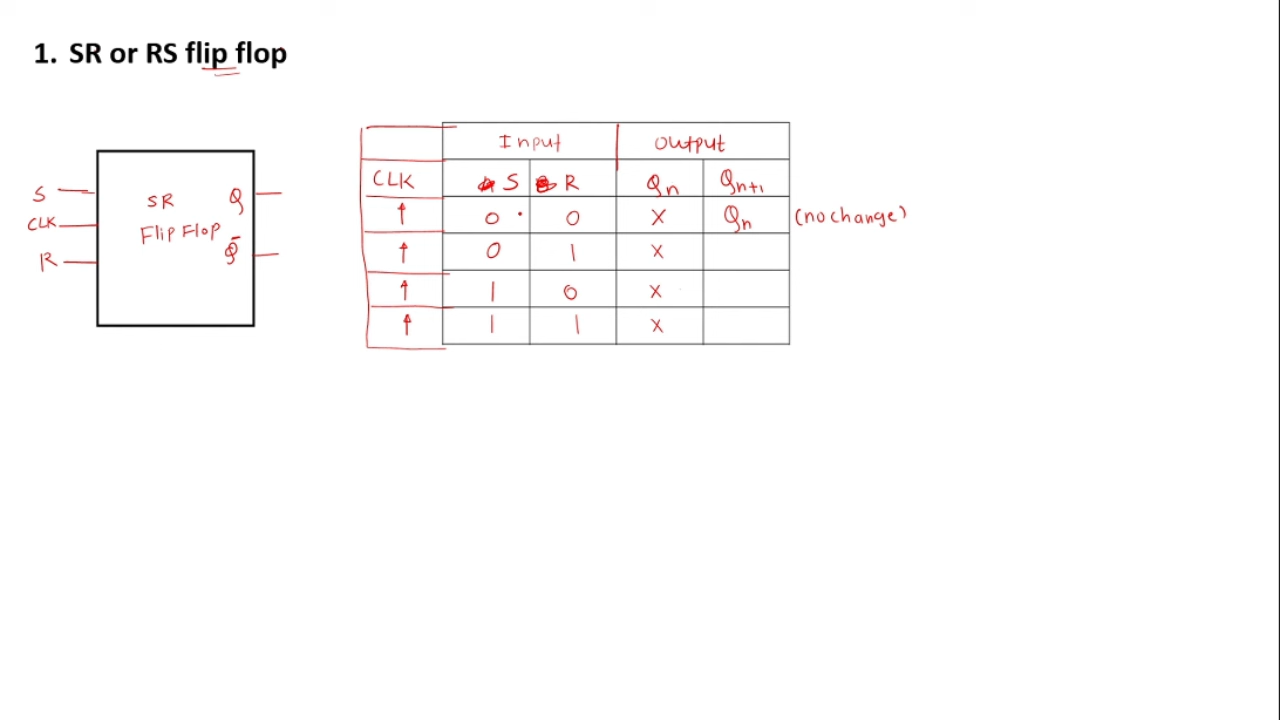 1. SR or RS flip flop
Input Output
CLK S R Qn Qn+1
↑ 0 0 X Qn (no change)
↑ 0 1 X
↑ 1 0 X
↑ 1 1 X
S
CLK
R
SR
Flip Flop
Q
Q̅